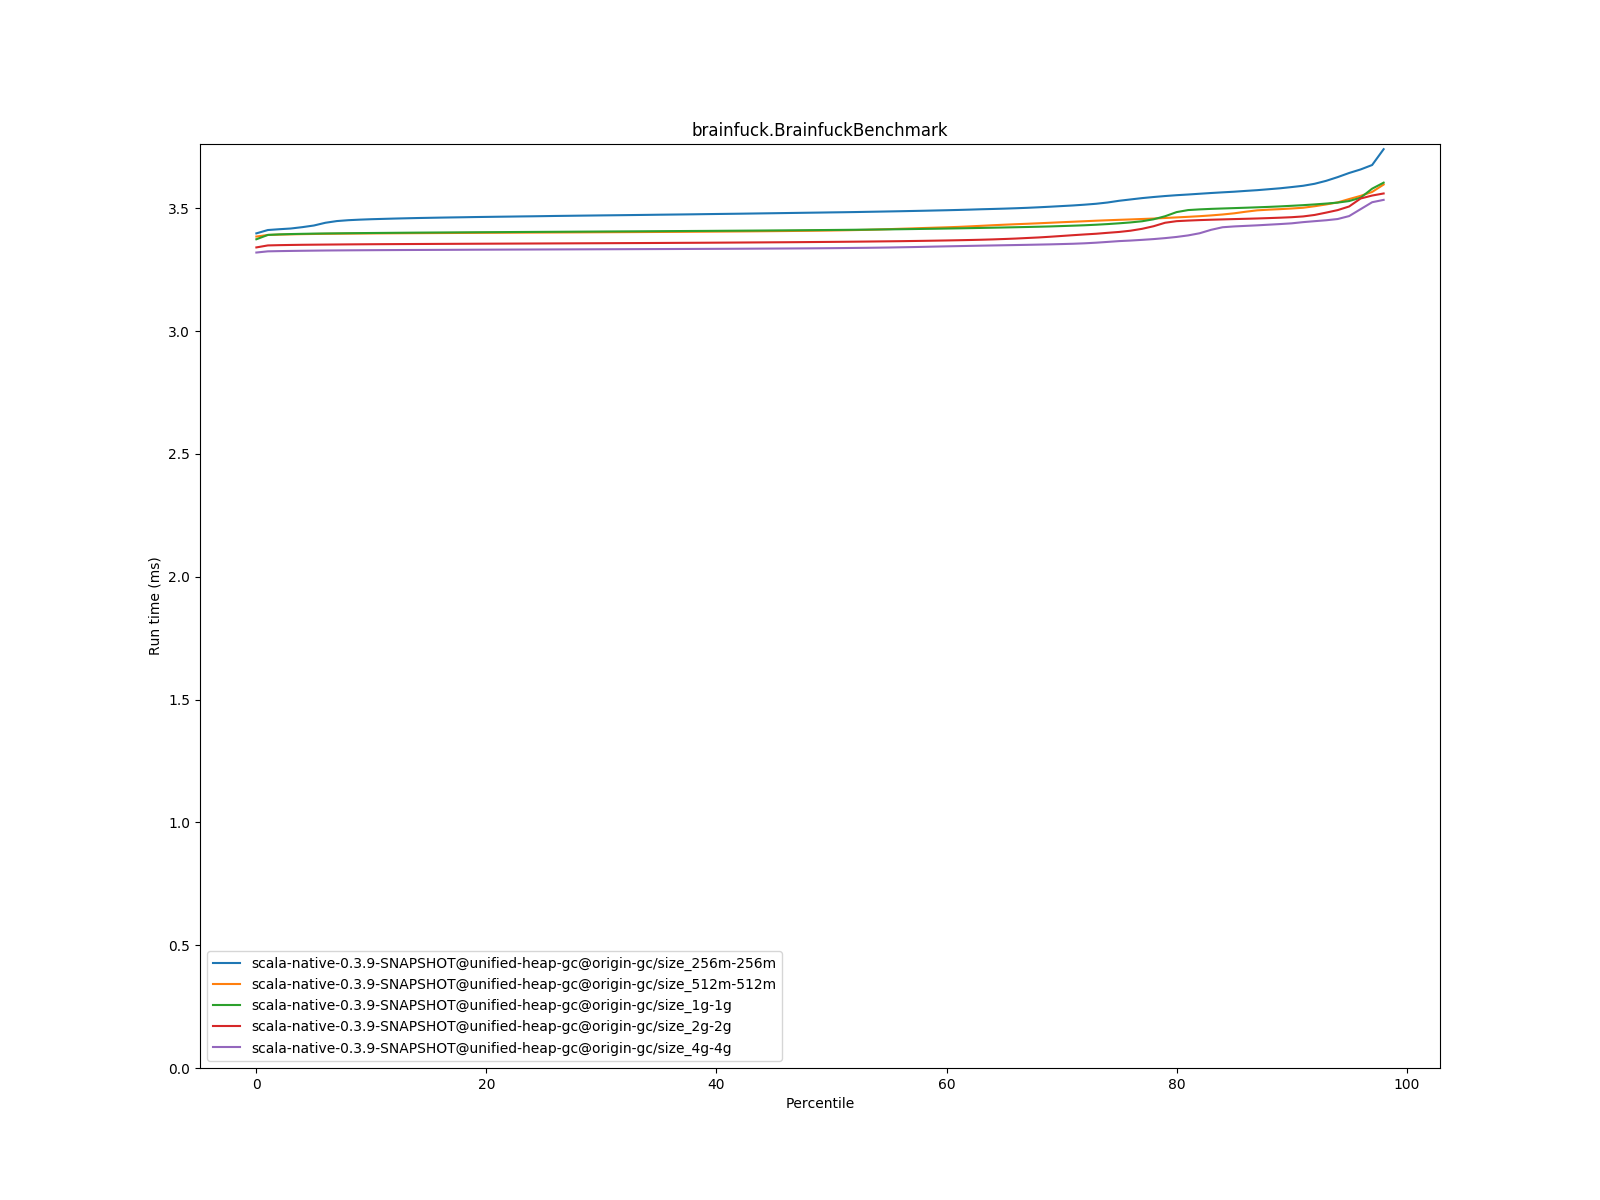 brainfuck.BrainfuckBenchmark
3.5
3.0
2.5
2.0
1.5
1.0
0.5
0.0
Run time (ms)
scala-native-0.3.9-SNAPSHOT@unified-heap-gc@origin-gc/size_256m-256m
scala-native-0.3.9-SNAPSHOT@unified-heap-gc@origin-gc/size_512m-512m
scala-native-0.3.9-SNAPSHOT@unified-heap-gc@origin-gc/size_1g-1g
scala-native-0.3.9-SNAPSHOT@unified-heap-gc@origin-gc/size_2g-2g
scala-native-0.3.9-SNAPSHOT@unified-heap-gc@origin-gc/size_4g-4g
0 20 40 60 80 100
Percentile